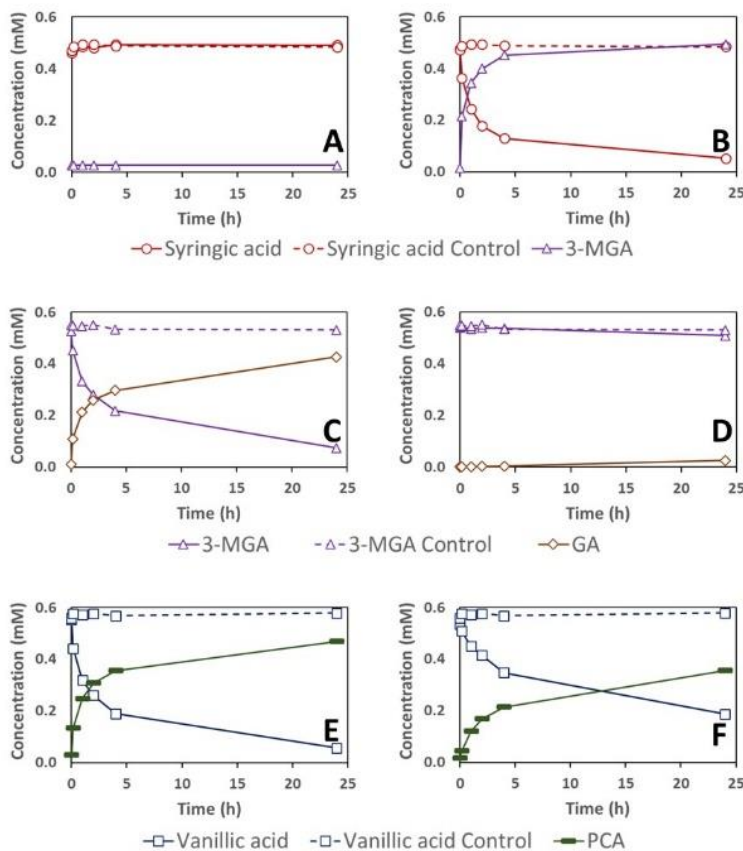 0.6 0.6
Concentration (mM) Concentration (mM)
0.4 0.4
0.2 0.2
A B
0.0 0.0
0 5 10 15 20 25 0 5 10 15 20 25
Time (h) Time (h)
Syringic acid Syringic acid Control 3-MGA
0.6 0.6
Concentration (mM) Concentration (mM)
0.4 0.4
0.2 0.2
C D
0.0 0.0
0 5 10 15 20 25 0 5 10 15 20 25
Time (h) Time (h)
3-MGA 3-MGA Control GA
0.6 0.6
Concentration (mM) Concentration (mM)
0.4 0.4
0.2 0.2
E F
0.0 0.0
0 5 10 15 20 25 0 5 10 15 20 25
Time (h) Time (h)
Vanillic acid Vanillic acid Control PCA